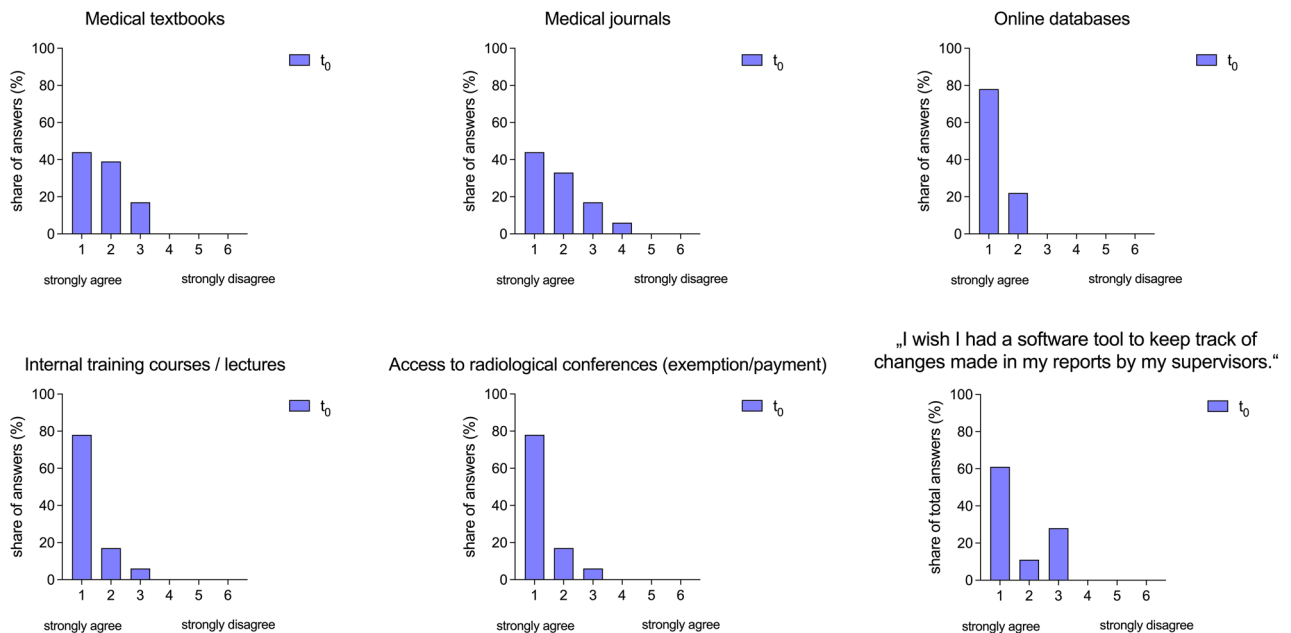 Medical textbooks
share of answers (%)
100
80
60
40
20
0
1 2 3 4 5 6
strongly agree strongly disagree
t0
Medical journals
share of answers (%)
100
80
60
40
20
0
1 2 3 4 5 6
strongly agree strongly disagree
t0
Online databases
share of answers (%)
100
80
60
40
20
0
1 2 3 4 5 6
strongly agree strongly disagree
t0
Internal training courses / lectures
share of answers (%)
100
80
60
40
20
0
1 2 3 4 5 6
strongly agree strongly disagree
t0
Access to radiological conferences (exemption/payment)
share of answers (%)
100
80
60
40
20
0
1 2 3 4 5 6
strongly agree strongly agree
t0
„I wish I had a software tool to keep track of
changes made in my reports by my supervisors.“
share of total answers (%)
100
80
60
40
20
0
1 2 3 4 5 6
strongly agree strongly disagree
t0